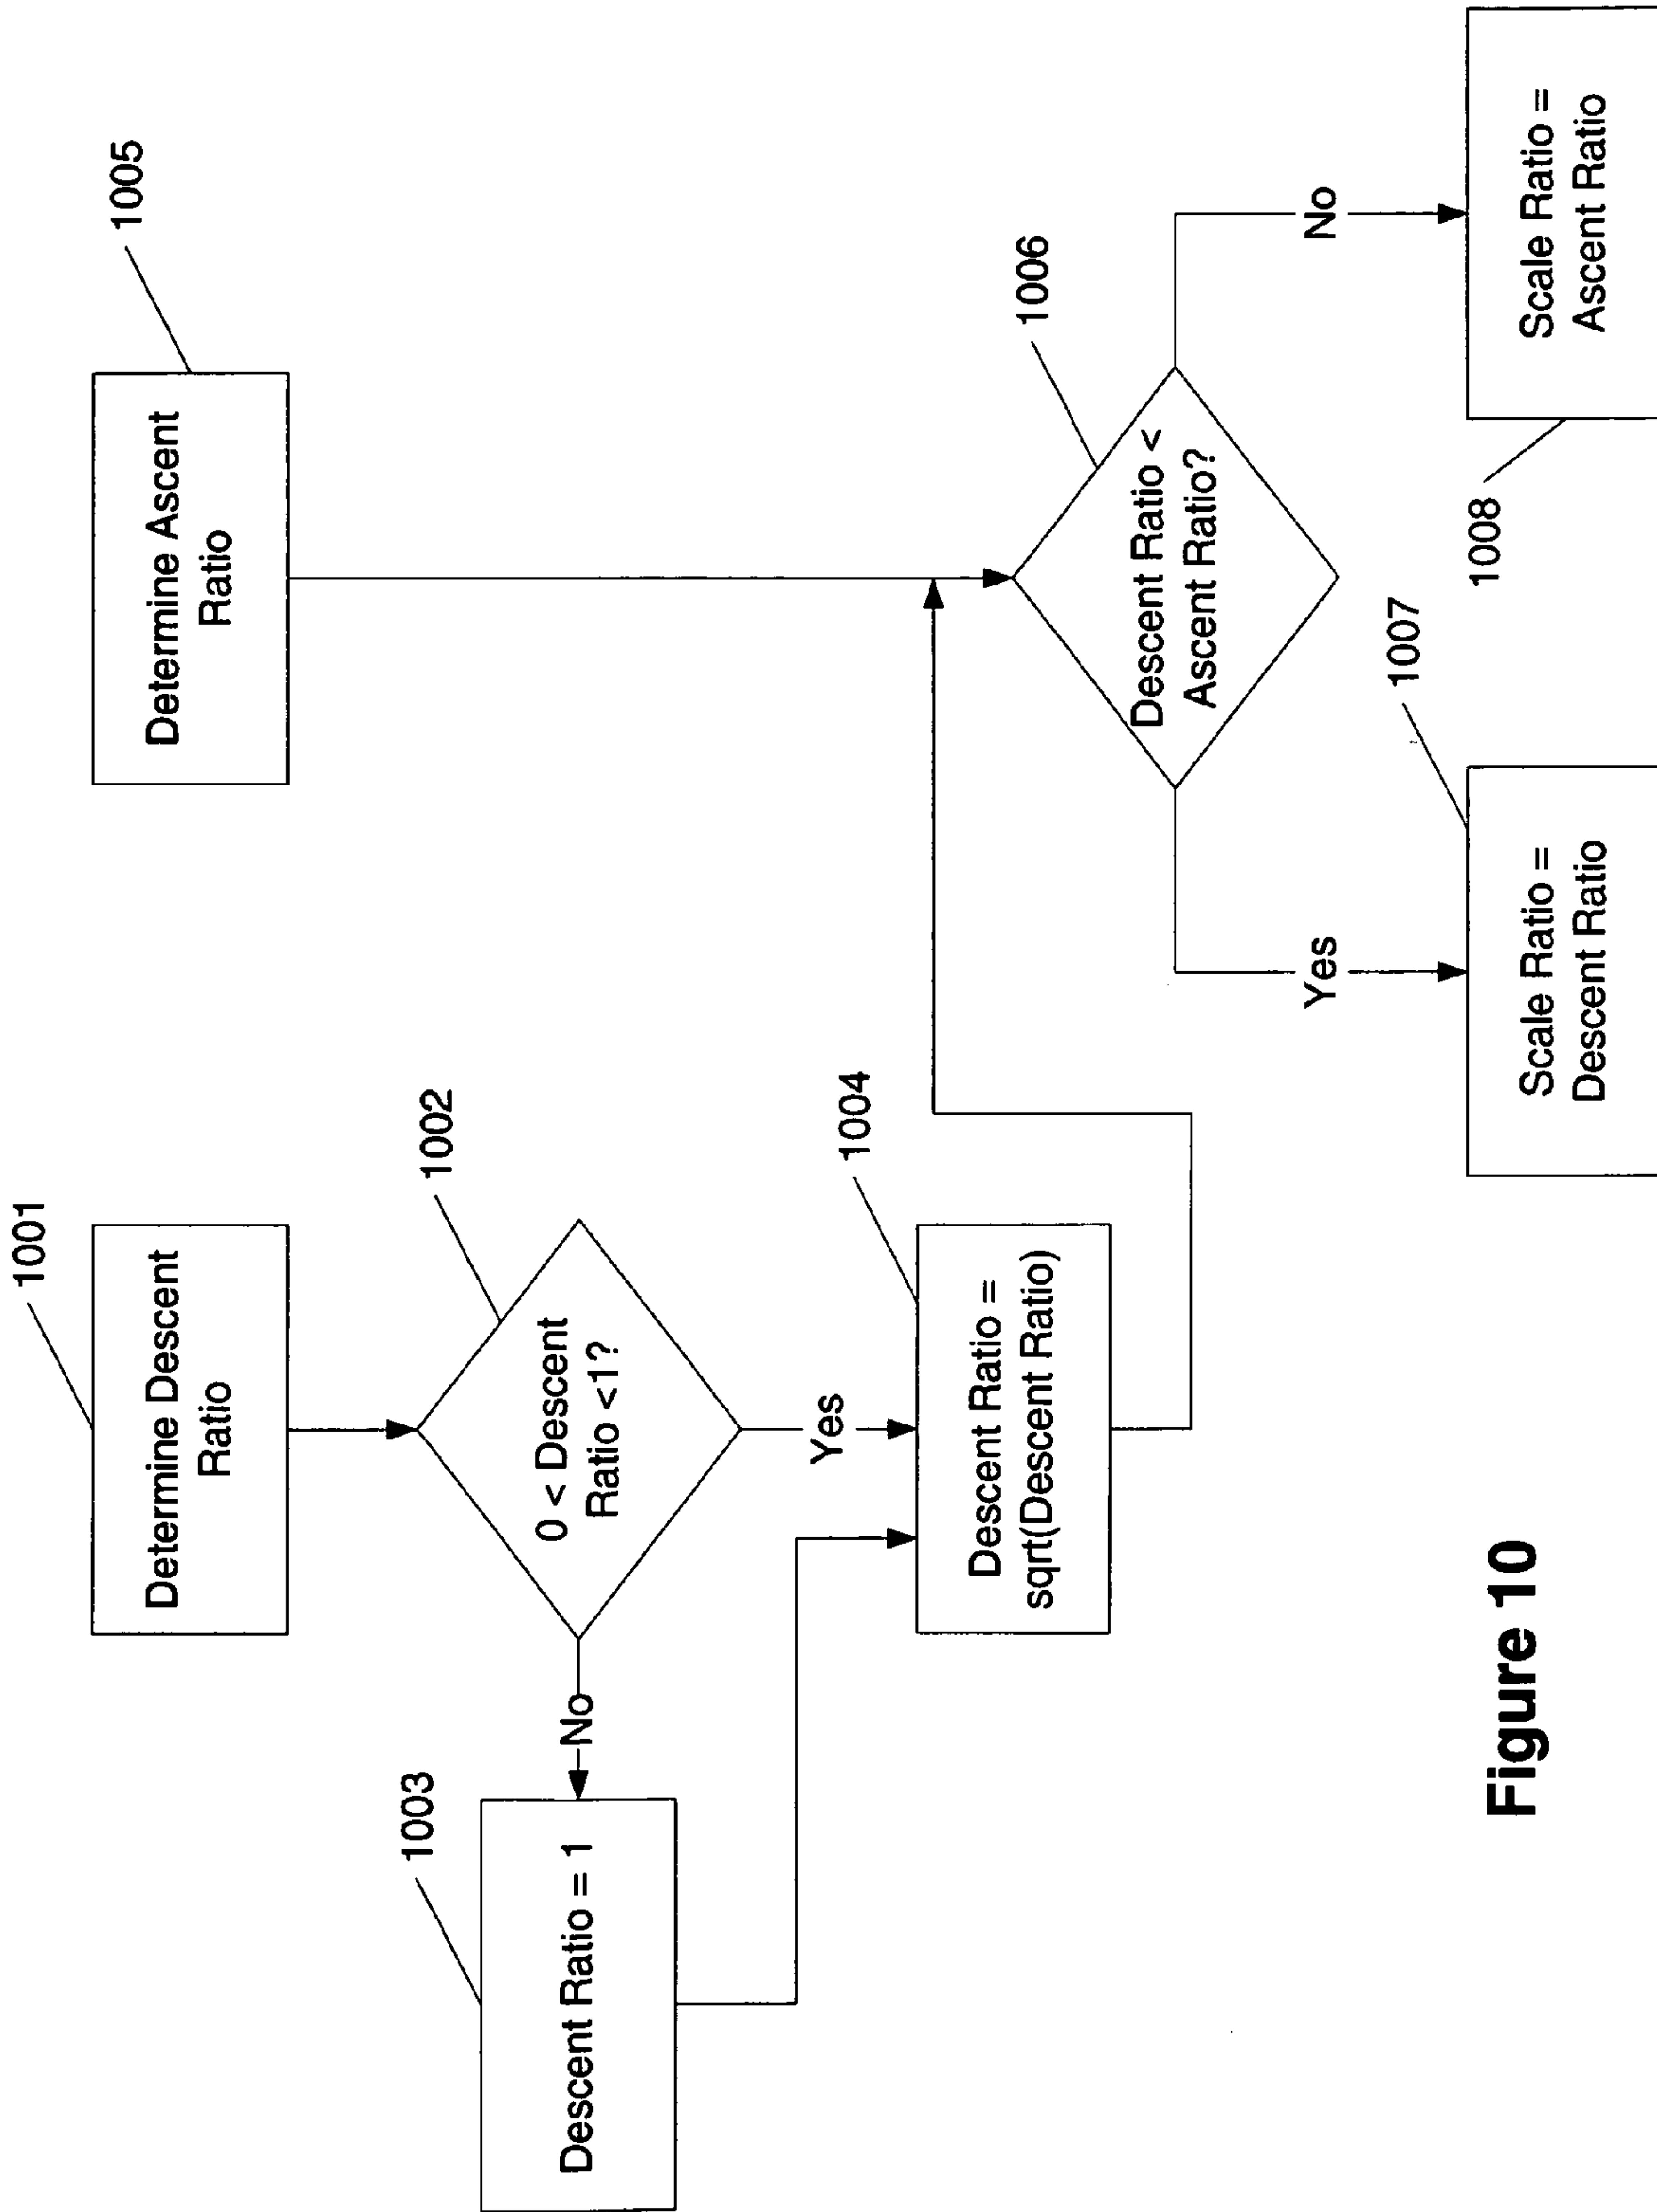 1001
Determine Descent
Ratio
1002
0 < Descent
Ratio <1?
No
1003
Descent Ratio = 1
Yes
1004
Descent Ratio =
sqrt(Descent Ratio)
1005
Determine Ascent
Ratio
1006
Descent Ratio <
Ascent Ratio?
Yes
1007
Scale Ratio =
Descent Ratio
No
1008
Scale Ratio =
Ascent Ratio
Figure 10